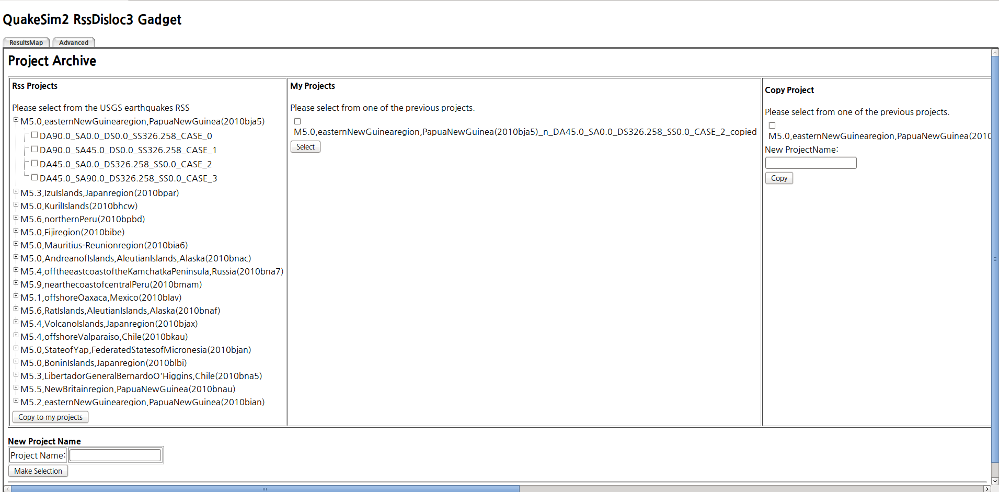 QuakeSim2 RssDisloc3 Gadget
ResultsMap
Advanced
Project Archive
Rss Projects
Please select from the USGS earthquakes RSS
M5.0,easternNewGuinearegion,PapuaNewGuinea(2010bja5)
DA90.0_SA0.0_DS0.0_SS326.258_CASE_0
DA90.0_SA45.0_DS0.0_SS326.258_CASE_1
DA45.0_SA0.0_DS326.258_SS0.0_CASE_2
DA45.0_SA90.0_DS326.258_SS0.0_CASE_3
M5.3,IzuIslands,Japanregion(2010bpar)
M5.0,KurilIslands(2010bhcw)
M5.6,northernPeru(2010bpbd)
M5.0,Fijiregion(2010bibe)
M5.0,Mauritius-Reunionregion(2010bia6)
M5.0,AndreanofIslands,AleutianIslands,Alaska(2010bnac)
M5.4,offtheeastcoastoftheKamchatkaPeninsula,Russia(2010bna7)
M5.9,nearthecoastofcentralPeru(2010bmam)
M5.1,offshoreOaxaca,Mexico(2010blav)
M5.6,RatIslands,AleutianIslands,Alaska(2010bnaf)
M5.4,VolcanoIslands,Japanregion(2010bjax)
M5.4,offshoreValparaiso,Chile(2010bkau)
M5.0,StateofYap,FederatedStatesofMicronesia(2010bjan)
M5.0,BoninIslands,Japanregion(2010blbi)
M5.3,LibertadorGeneralBernardoO'Higgins,Chile(2010bna5)
M5.5,NewBritainregion,PapuaNewGuinea(2010bnau)
M5.2,easternNewGuinearegion,PapuaNewGuinea(2010bian)
Copy to my projects
My Projects
Please select from one of the previous projects.
M5.0,easternNewGuinearegion,PapuaNewGuinea(2010bja5)_n_DA45.0_SA0.0_DS326.258_SS0.0_CASE_2_copied
Select
Copy Project
Please select from one of the previous projects.
M5.0,easternNewGuinearegion,PapuaNewGuinea(2010
New ProjectName:
Copy
New Project Name
Project Name:
Make Selection